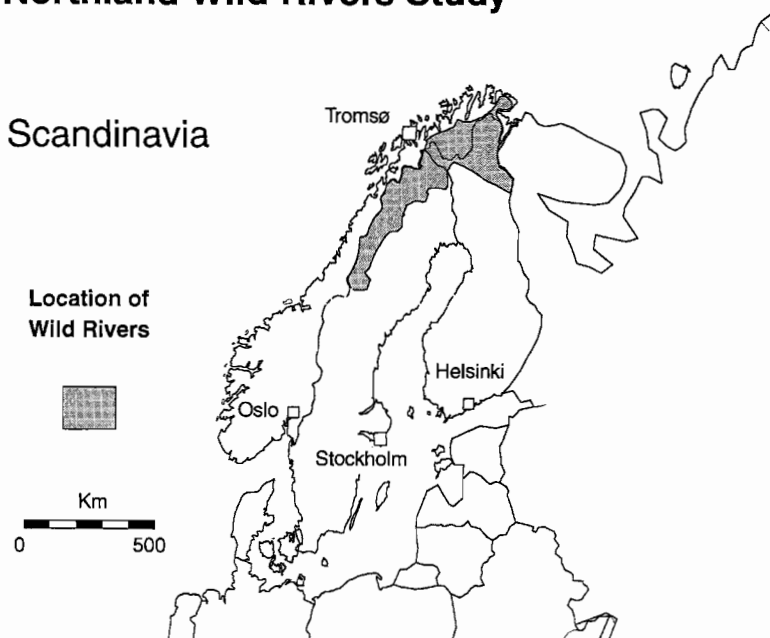 Northland Wild Rivers Study
Tromsø
Scandinavia
Location of
Wild Rivers
Helsinki
Oslo
Stockholm
Km
0 500